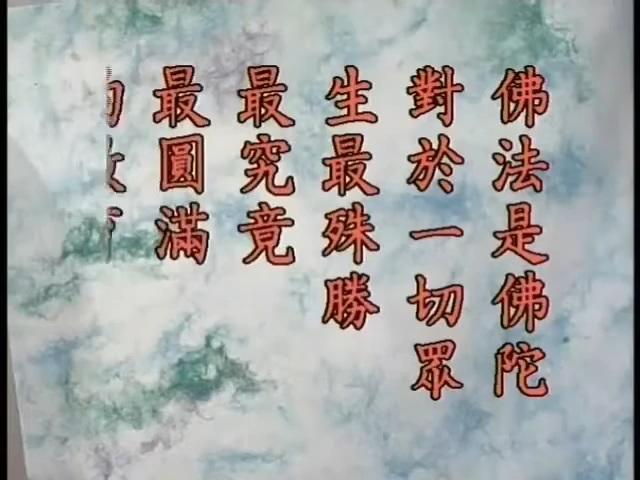 佛法是佛陀
對於一切眾
生最殊勝
最究竟
最圓滿